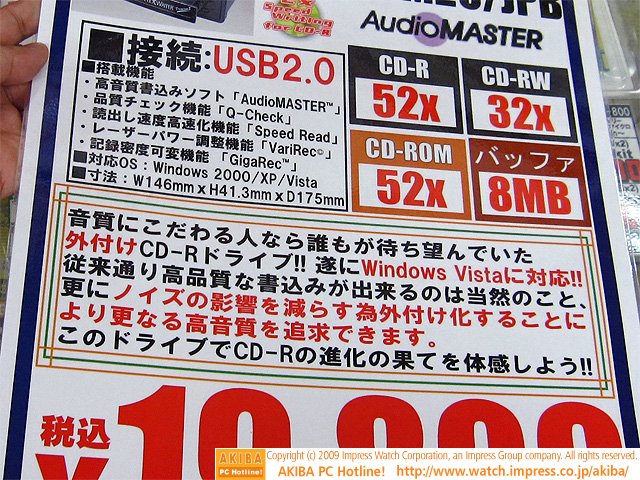 Speed
Writing
for CD-R
AudioMASTER
■接続:USB2.0
■搭載機能
・高音質書込みソフト「AudioMASTER™」
・品質チェック機能「Q-Check」
・読出し速度高速化機能「Speed Read」
・レーザーパワー調整機能「VariRec©」
・記録密度可変機能「GigaRec™」
■対応OS:Windows 2000/XP/Vista
■寸法:W146mmxH41.3mmxD175mm
CD-R
52x
CD-RW
32x
CD-ROM
52x
バッファ
8MB
音質にこだわる人なら誰もが待ち望んでいた
外付けCD-Rドライブ!! 遂にWindows Vistaに対応!!
従来通り高品質な書込みが出来るのは当然のこと、
更にノイズの影響を減らす為外付け化することに
より更なる高音質を追求できます。
このドライブでCD-Rの進化の果てを体感しよう!!
税込
AKIBA
PC Hotline!
Copyright (c) 2009 Impress Watch Corporation, an Impress Group company. All rights reserved.
AKIBA PC Hotline! http://www.watch.impress.co.jp/akiba/